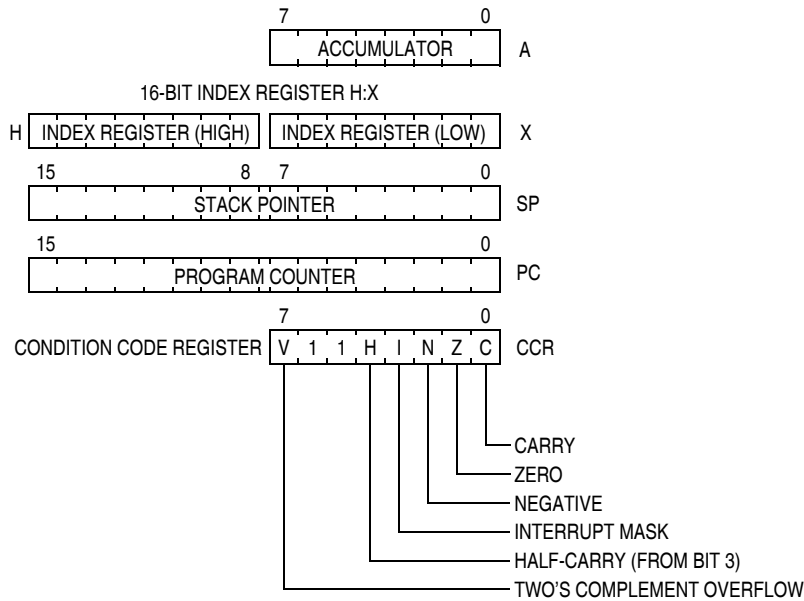 7 0
ACCUMULATOR A
16-BIT INDEX REGISTER H:X
H INDEX REGISTER (HIGH) INDEX REGISTER (LOW) X
15 8 7 0
STACK POINTER SP
15 0
PROGRAM COUNTER PC
7 0
CONDITION CODE REGISTER V 1 1 H I N Z C CCR
CARRY
ZERO
NEGATIVE
INTERRUPT MASK
HALF-CARRY (FROM BIT 3)
TWO'S COMPLEMENT OVERFLOW